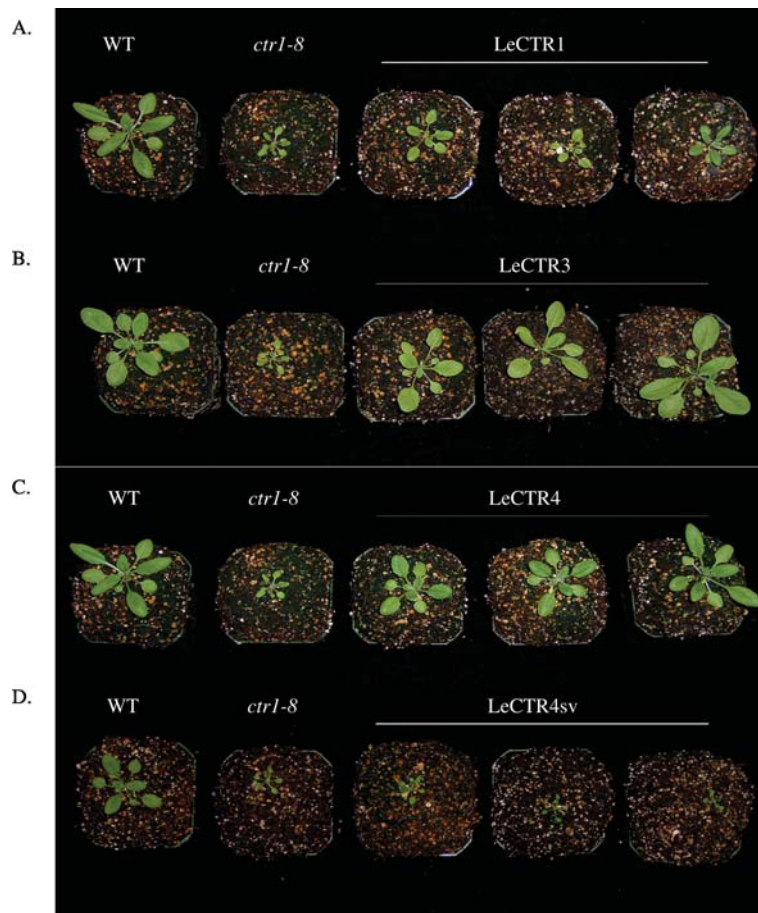 A.
WT ctr1-8 LeCTR1
B.
WT ctr1-8 LeCTR3
C.
WT ctr1-8 LeCTR4
D.
WT ctr1-8 LeCTR4sv